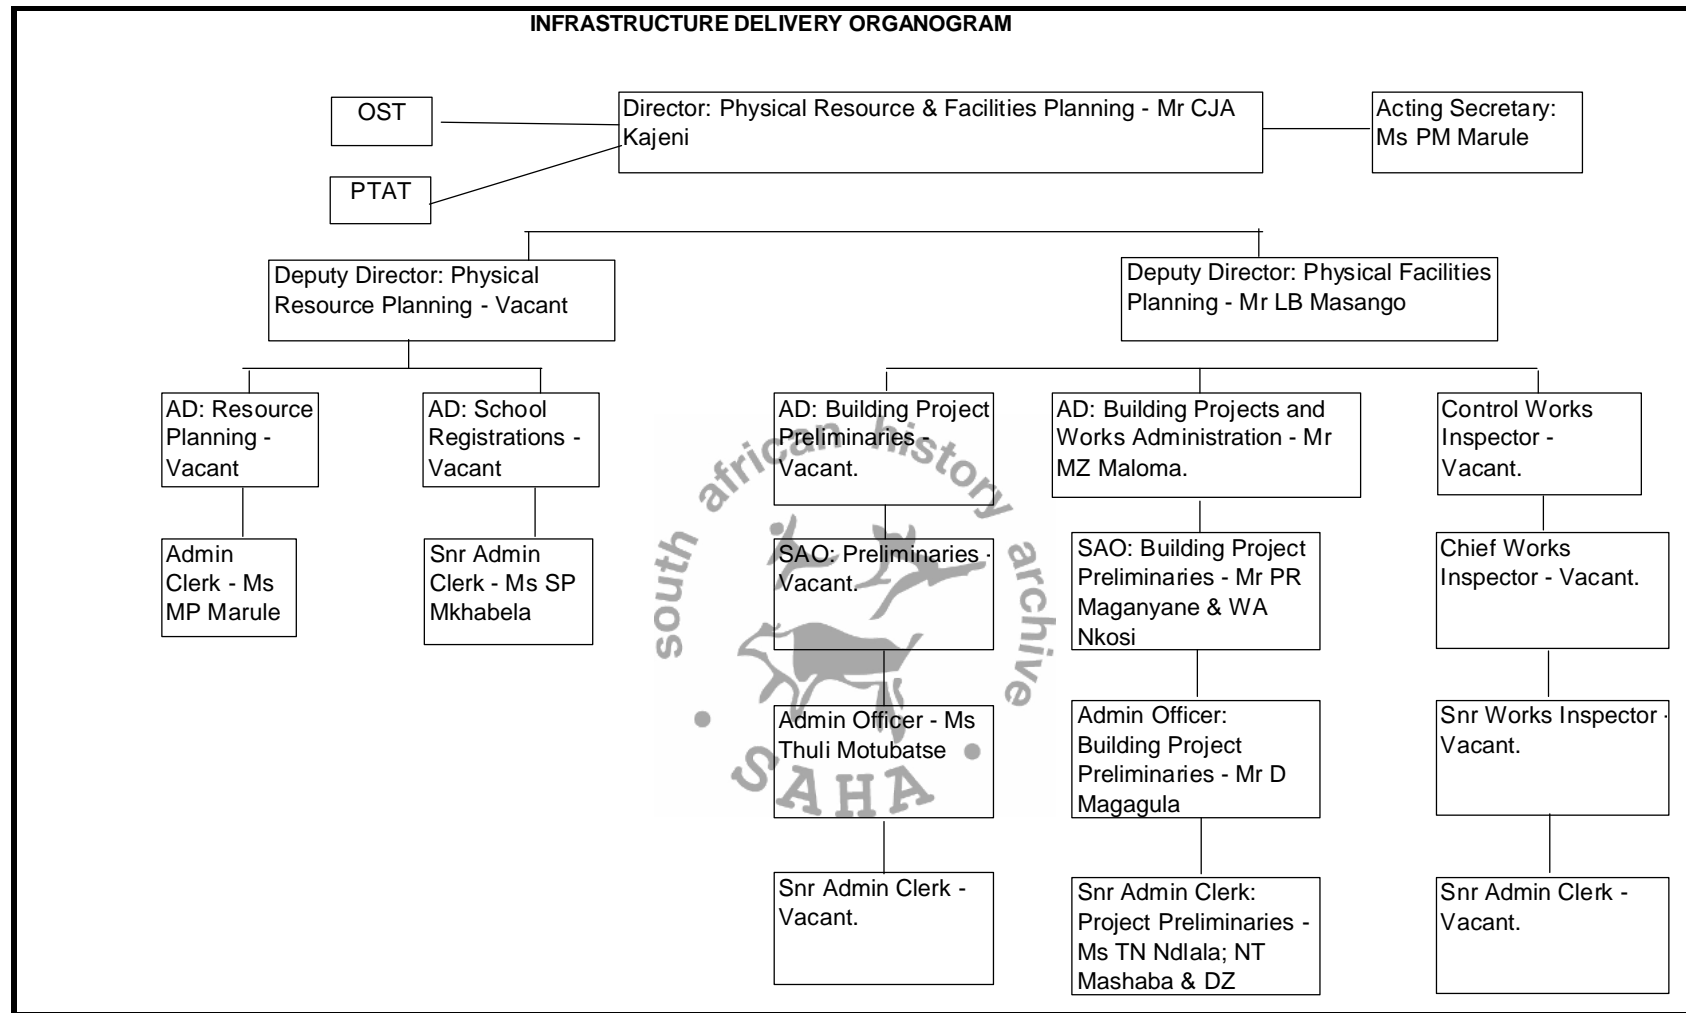 INFRASTRUCTURE DELIVERY ORGANOGRAM
OST
Director: Physical Resource & Facilities Planning - Mr CJA
Kajeni
Acting Secretary:
Ms PM Marule
PTAT
Deputy Director: Physical
Resource Planning - Vacant
Deputy Director: Physical Facilities
Planning - Mr LB Masango
AD: Resource
Planning -
Vacant
AD: School
Registrations -
Vacant
AD: Building Project
Preliminaries -
Vacant.
AD: Building Projects and
Works Administration - Mr
MZ Maloma.
Control Works
Inspector -
Vacant.
Admin
Clerk - Ms
MP Marule
Snr Admin
Clerk - Ms SP
Mkhabela
SAO: Preliminaries -
Vacant.
SAO: Building Project
Preliminaries - Mr PR
Maganyane & WA
Nkosi
Chief Works
Inspector - Vacant.
Admin Officer - Ms
Thuli Motubatse
Admin Officer:
Building Project
Preliminaries - Mr D
Magagula
Snr Works Inspector -
Vacant.
Snr Admin Clerk -
Vacant.
Snr Admin Clerk:
Project Preliminaries -
Ms TN Ndlala; NT
Mashaba & DZ
Snr Admin Clerk -
Vacant.
south african history archive
SAHA